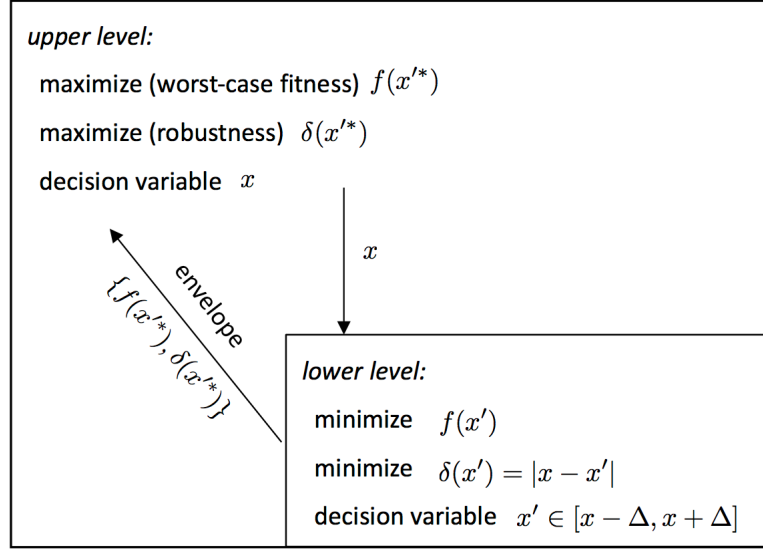 upper level:
maximize (worst-case fitness) f(x′*)
maximize (robustness) δ(x′*)
decision variable x
x
envelope
{f(x′*), δ(x′*)}
lower level:
minimize f(x′)
minimize δ(x′) = |x − x′|
decision variable x′ ∈ [x − Δ, x + Δ]